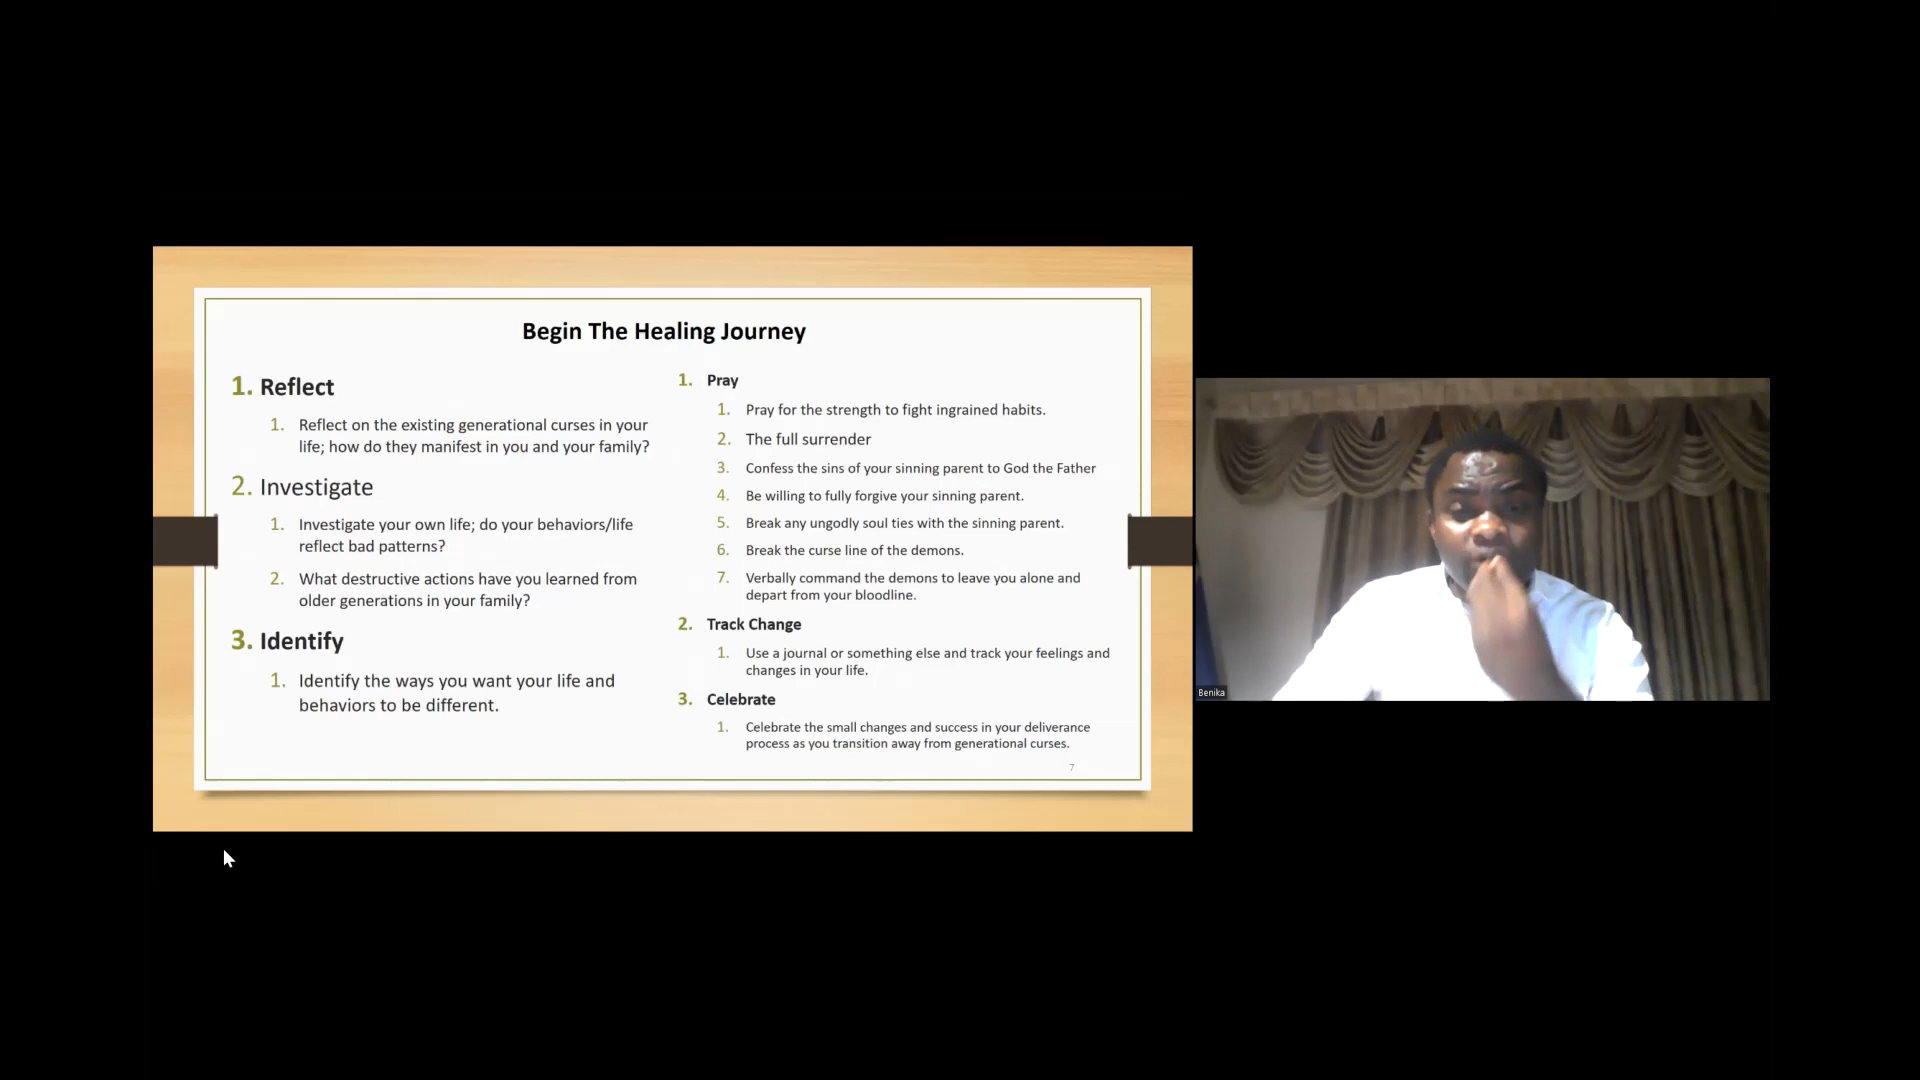 Begin The Healing Journey
1. Reflect
1. Reflect on the existing generational curses in your
life; how do they manifest in you and your family?
2. Investigate
1. Investigate your own life; do your behaviors/life
reflect bad patterns?
2. What destructive actions have you learned from
older generations in your family?
3. Identify
1. Identify the ways you want your life and
behaviors to be different.
1. Pray
1. Pray for the strength to fight ingrained habits.
2. The full surrender
3. Confess the sins of your sinning parent to God the Father
4. Be willing to fully forgive your sinning parent.
5. Break any ungodly soul ties with the sinning parent.
6. Break the curse line of the demons.
7. Verbally command the demons to leave you alone and
depart from your bloodline.
2. Track Change
1. Use a journal or something else and track your feelings and
changes in your life.
3. Celebrate
1. Celebrate the small changes and success in your deliverance
process as you transition away from generational curses.
7
Benika